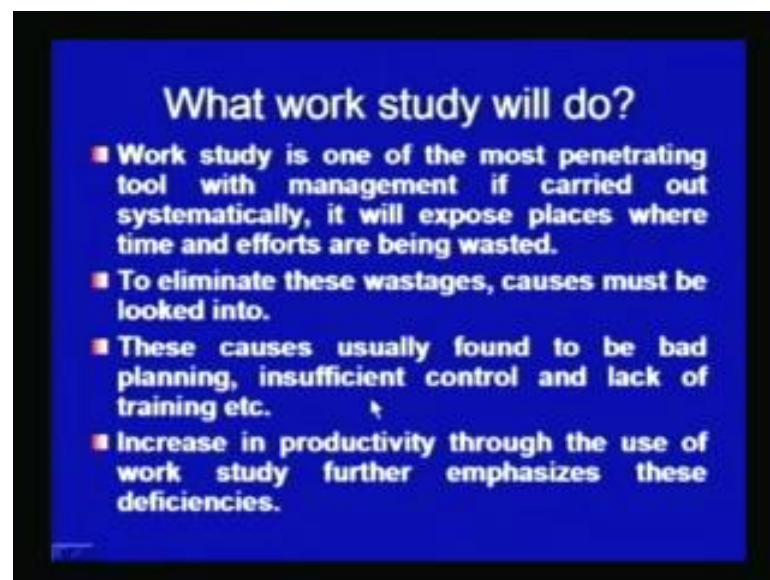 What work study will do?
Work study is one of the most penetrating
tool with management if carried out
systematically, it will expose places where
time and efforts are being wasted.
To eliminate these wastages, causes must be
looked into.
These causes usually found to be bad
planning, insufficient control and lack of
training etc.
Increase in productivity through the use of
work study further emphasizes these
deficiencies.